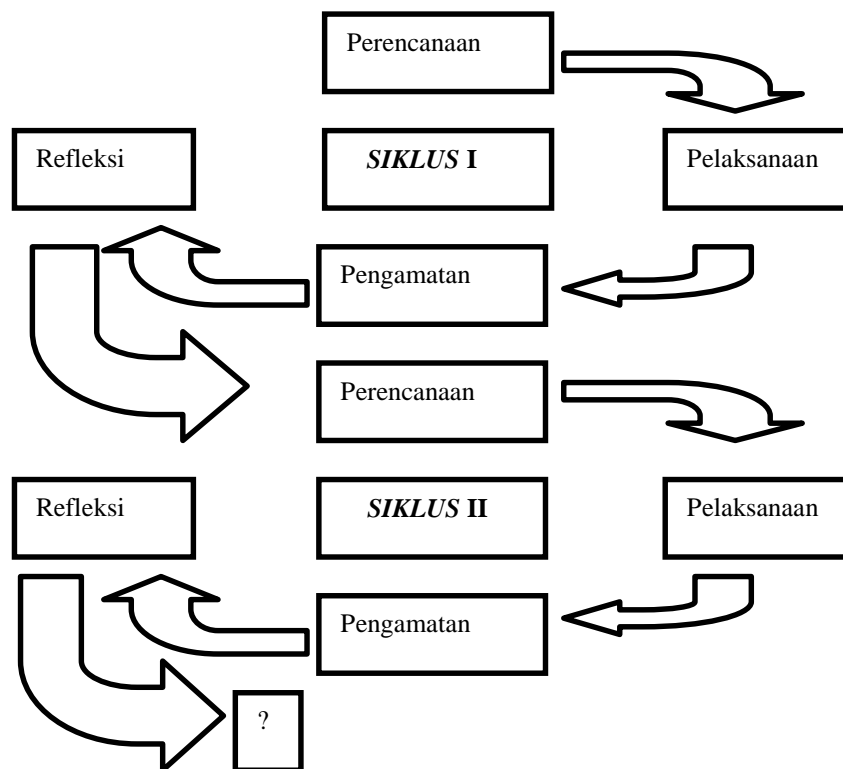 Perencanaan
Refleksi
SIKLUS I
Pelaksanaan
Pengamatan
Perencanaan
Refleksi
SIKLUS II
Pelaksanaan
Pengamatan
?